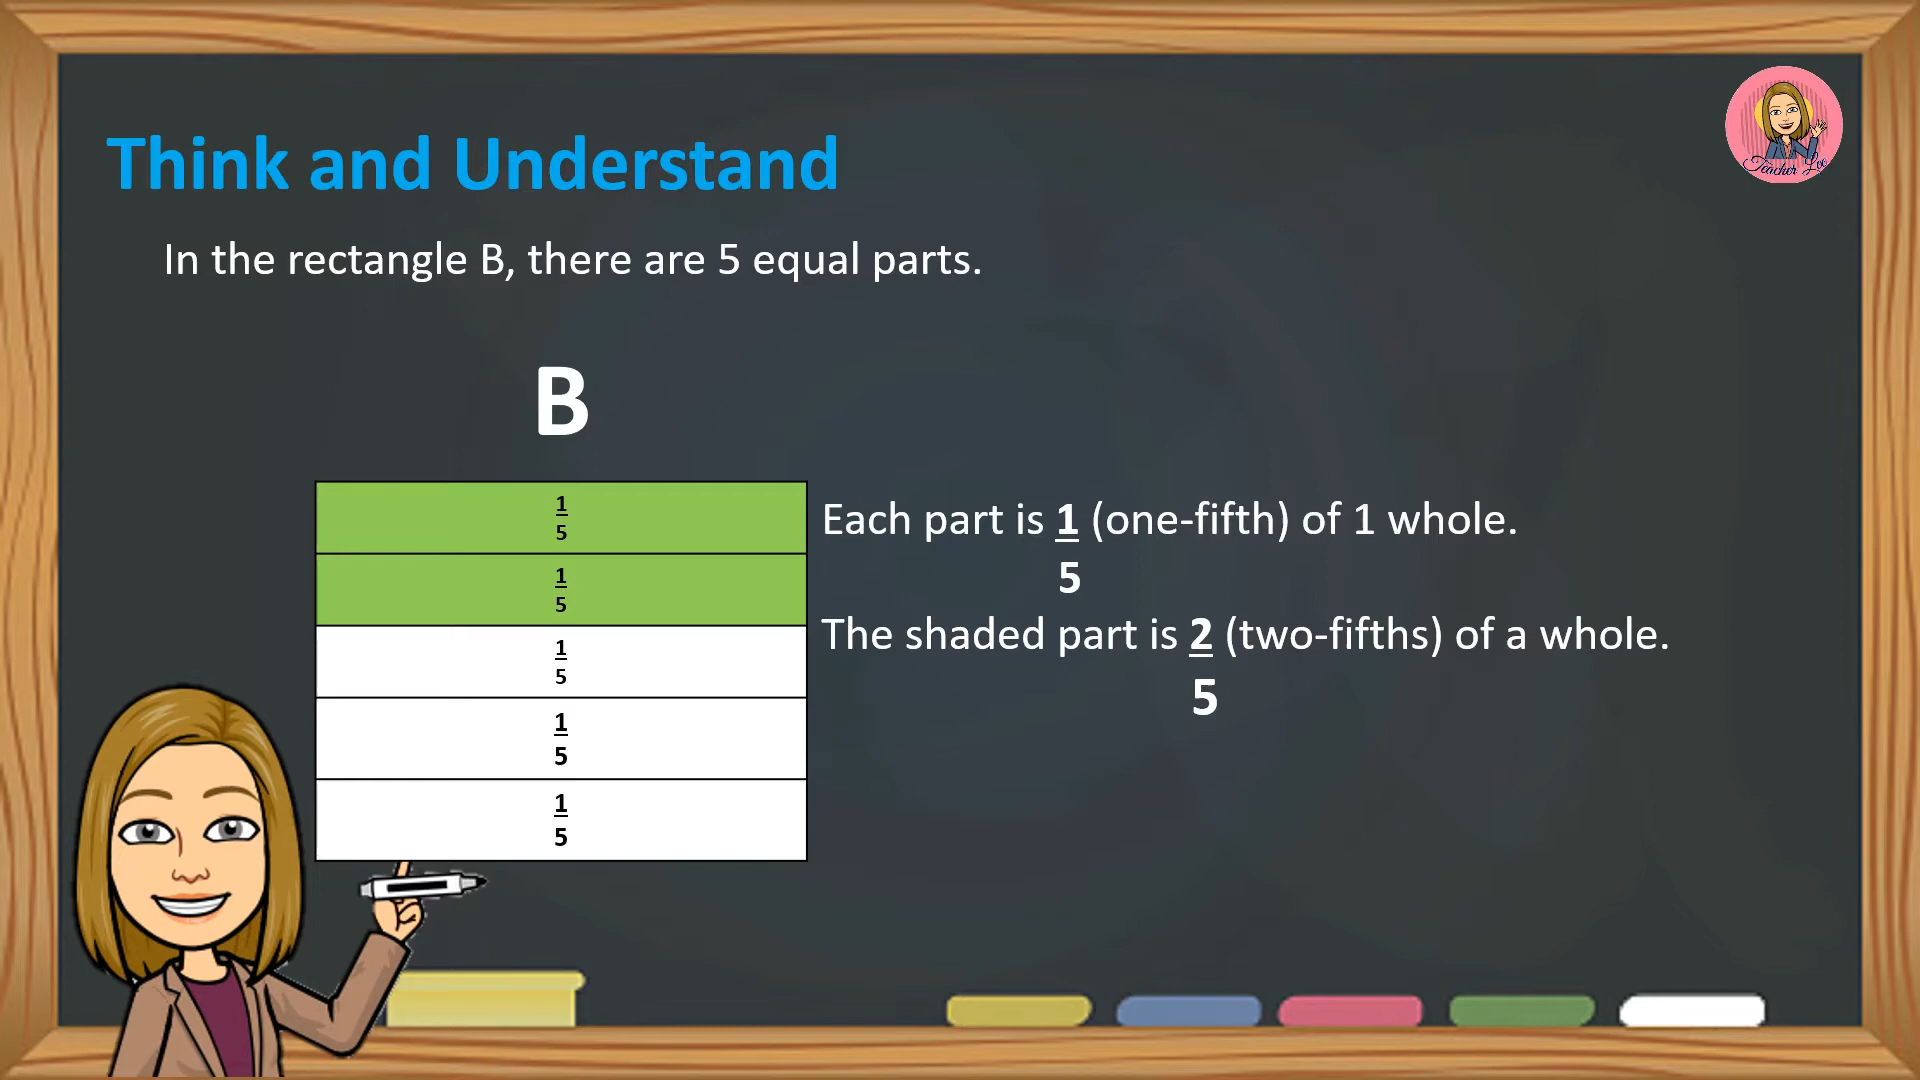 Think and Understand
In the rectangle B, there are 5 equal parts.
B
1
5
1
5
1
5
1
5
1
5
Each part is 1 (one-fifth) of 1 whole.
5
The shaded part is 2 (two-fifths) of a whole.
5
Teacher Lee